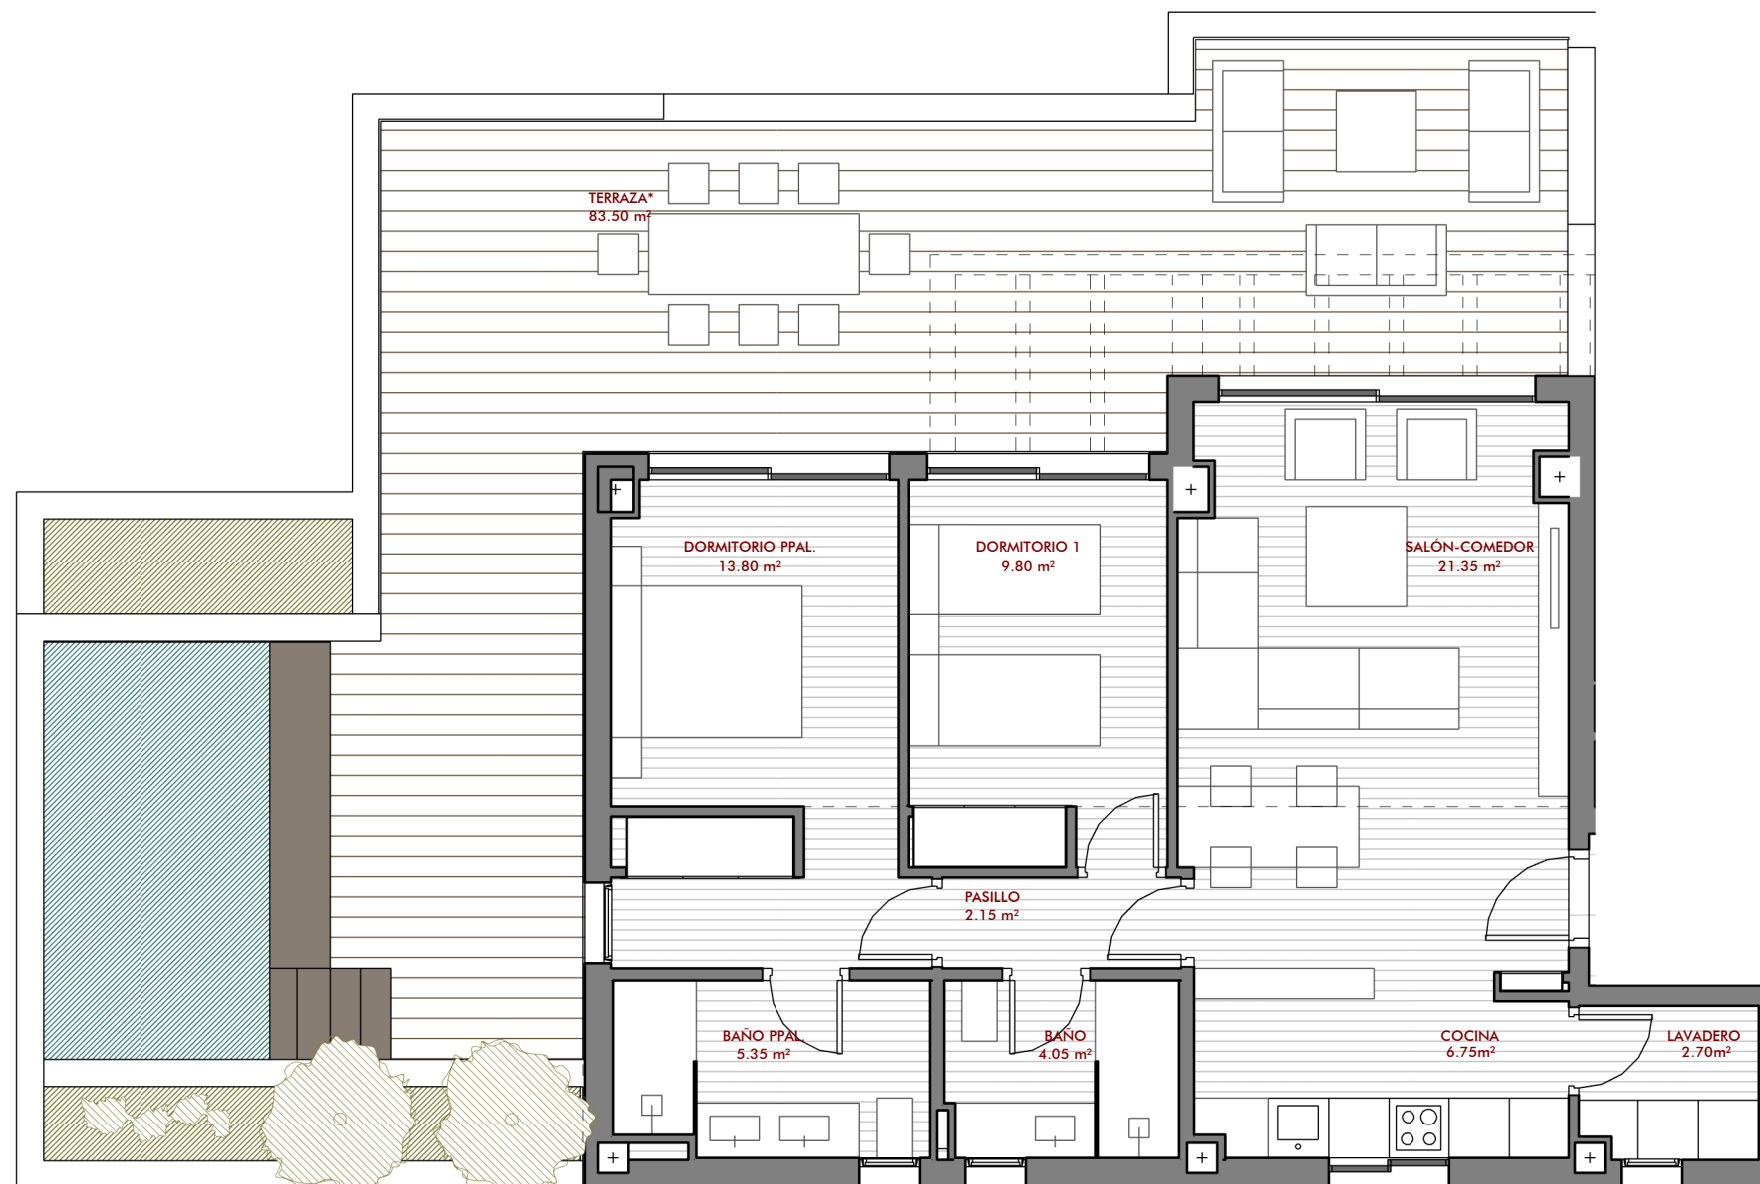 TERRAZA*
83.50 m²
DORMITORIO PPAL.
13.80 m²
DORMITORIO 1
9.80 m²
SALÓN-COMEDOR
21.35 m²
PASILLO
2.15 m²
BAÑO PPAL.
5.35 m²
BAÑO
4.05 m²
COCINA
6.75m²
LAVADERO
2.70m²